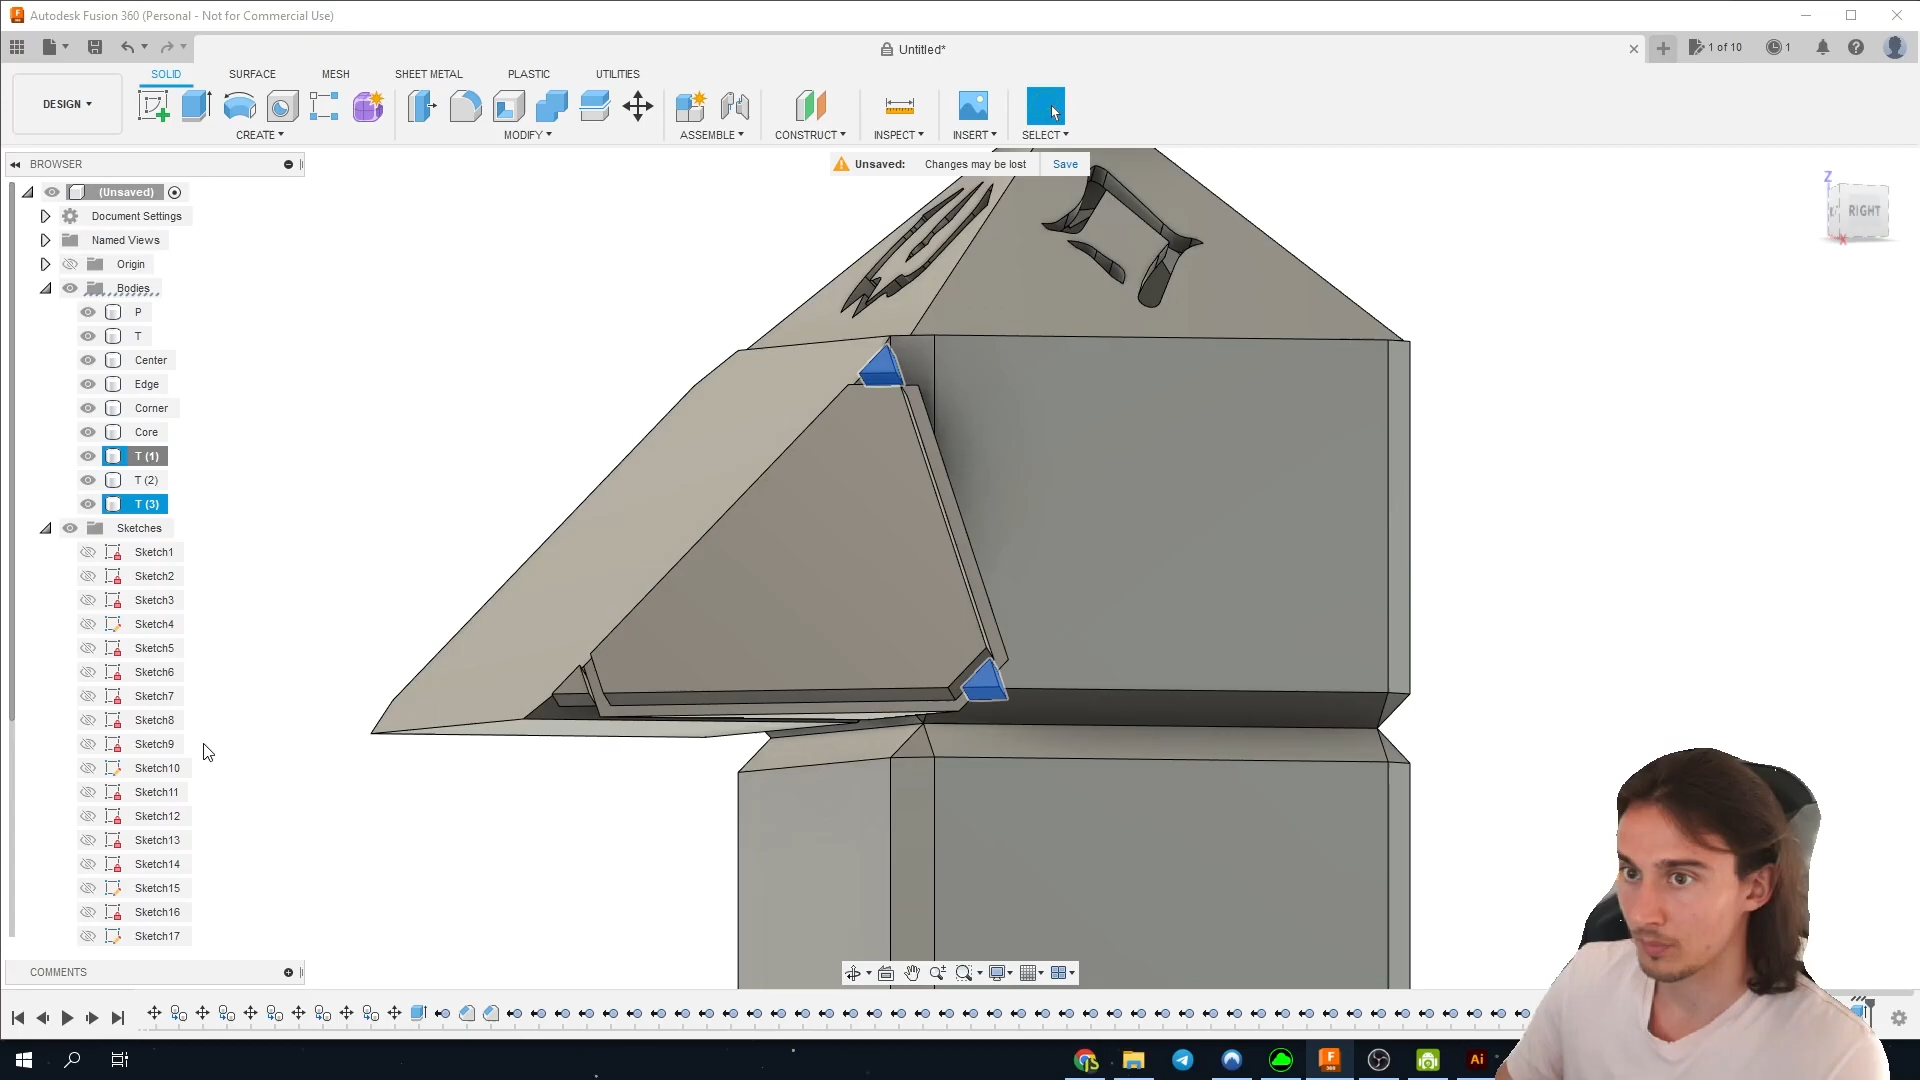 Autodesk Fusion 360 (Personal - Not for Commercial Use)
Untitled*
1 of 10
1
DESIGN
SOLID
SURFACE
MESH
SHEET METAL
PLASTIC
UTILITIES
CREATE
MODIFY
ASSEMBLE
CONSTRUCT
INSPECT
INSERT
SELECT
BROWSER
Unsaved: Changes may be lost Save
Z
RIGHT
X
(Unsaved)
Document Settings
Named Views
Origin
Bodies
P
T
Center
Edge
Corner
Core
T (1)
T (2)
T (3)
Sketches
Sketch1
Sketch2
Sketch3
Sketch4
Sketch5
Sketch6
Sketch7
Sketch8
Sketch9
Sketch10
Sketch11
Sketch12
Sketch13
Sketch14
Sketch15
Sketch16
Sketch17
COMMENTS
F
360
Ai